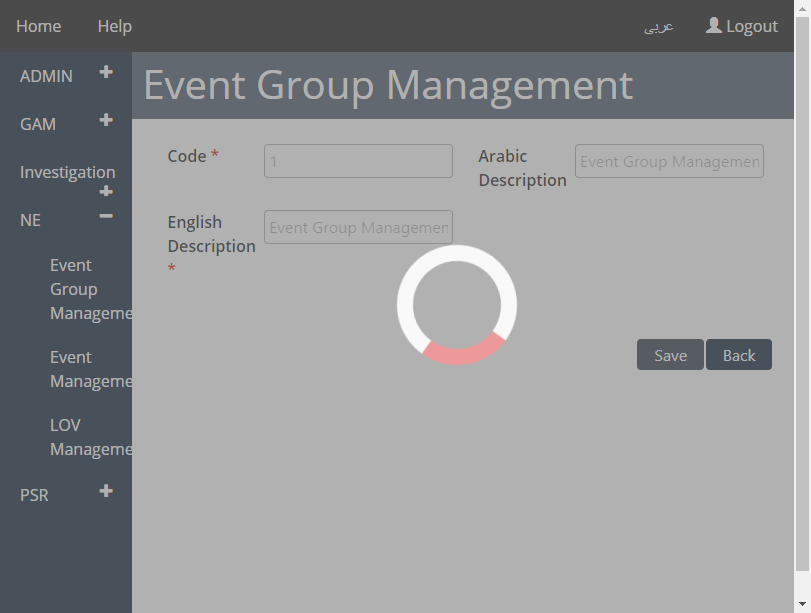 Home
Help
عربى
Logout
ADMIN
GAM
Investigation
NE
Event
Group
Manageme
Event
Manageme
LOV
Manageme
PSR
Event Group Management
Code *
1
Arabic
Description
Event Group Managemen
English
Description
*
Event Group Managemen
Save
Back